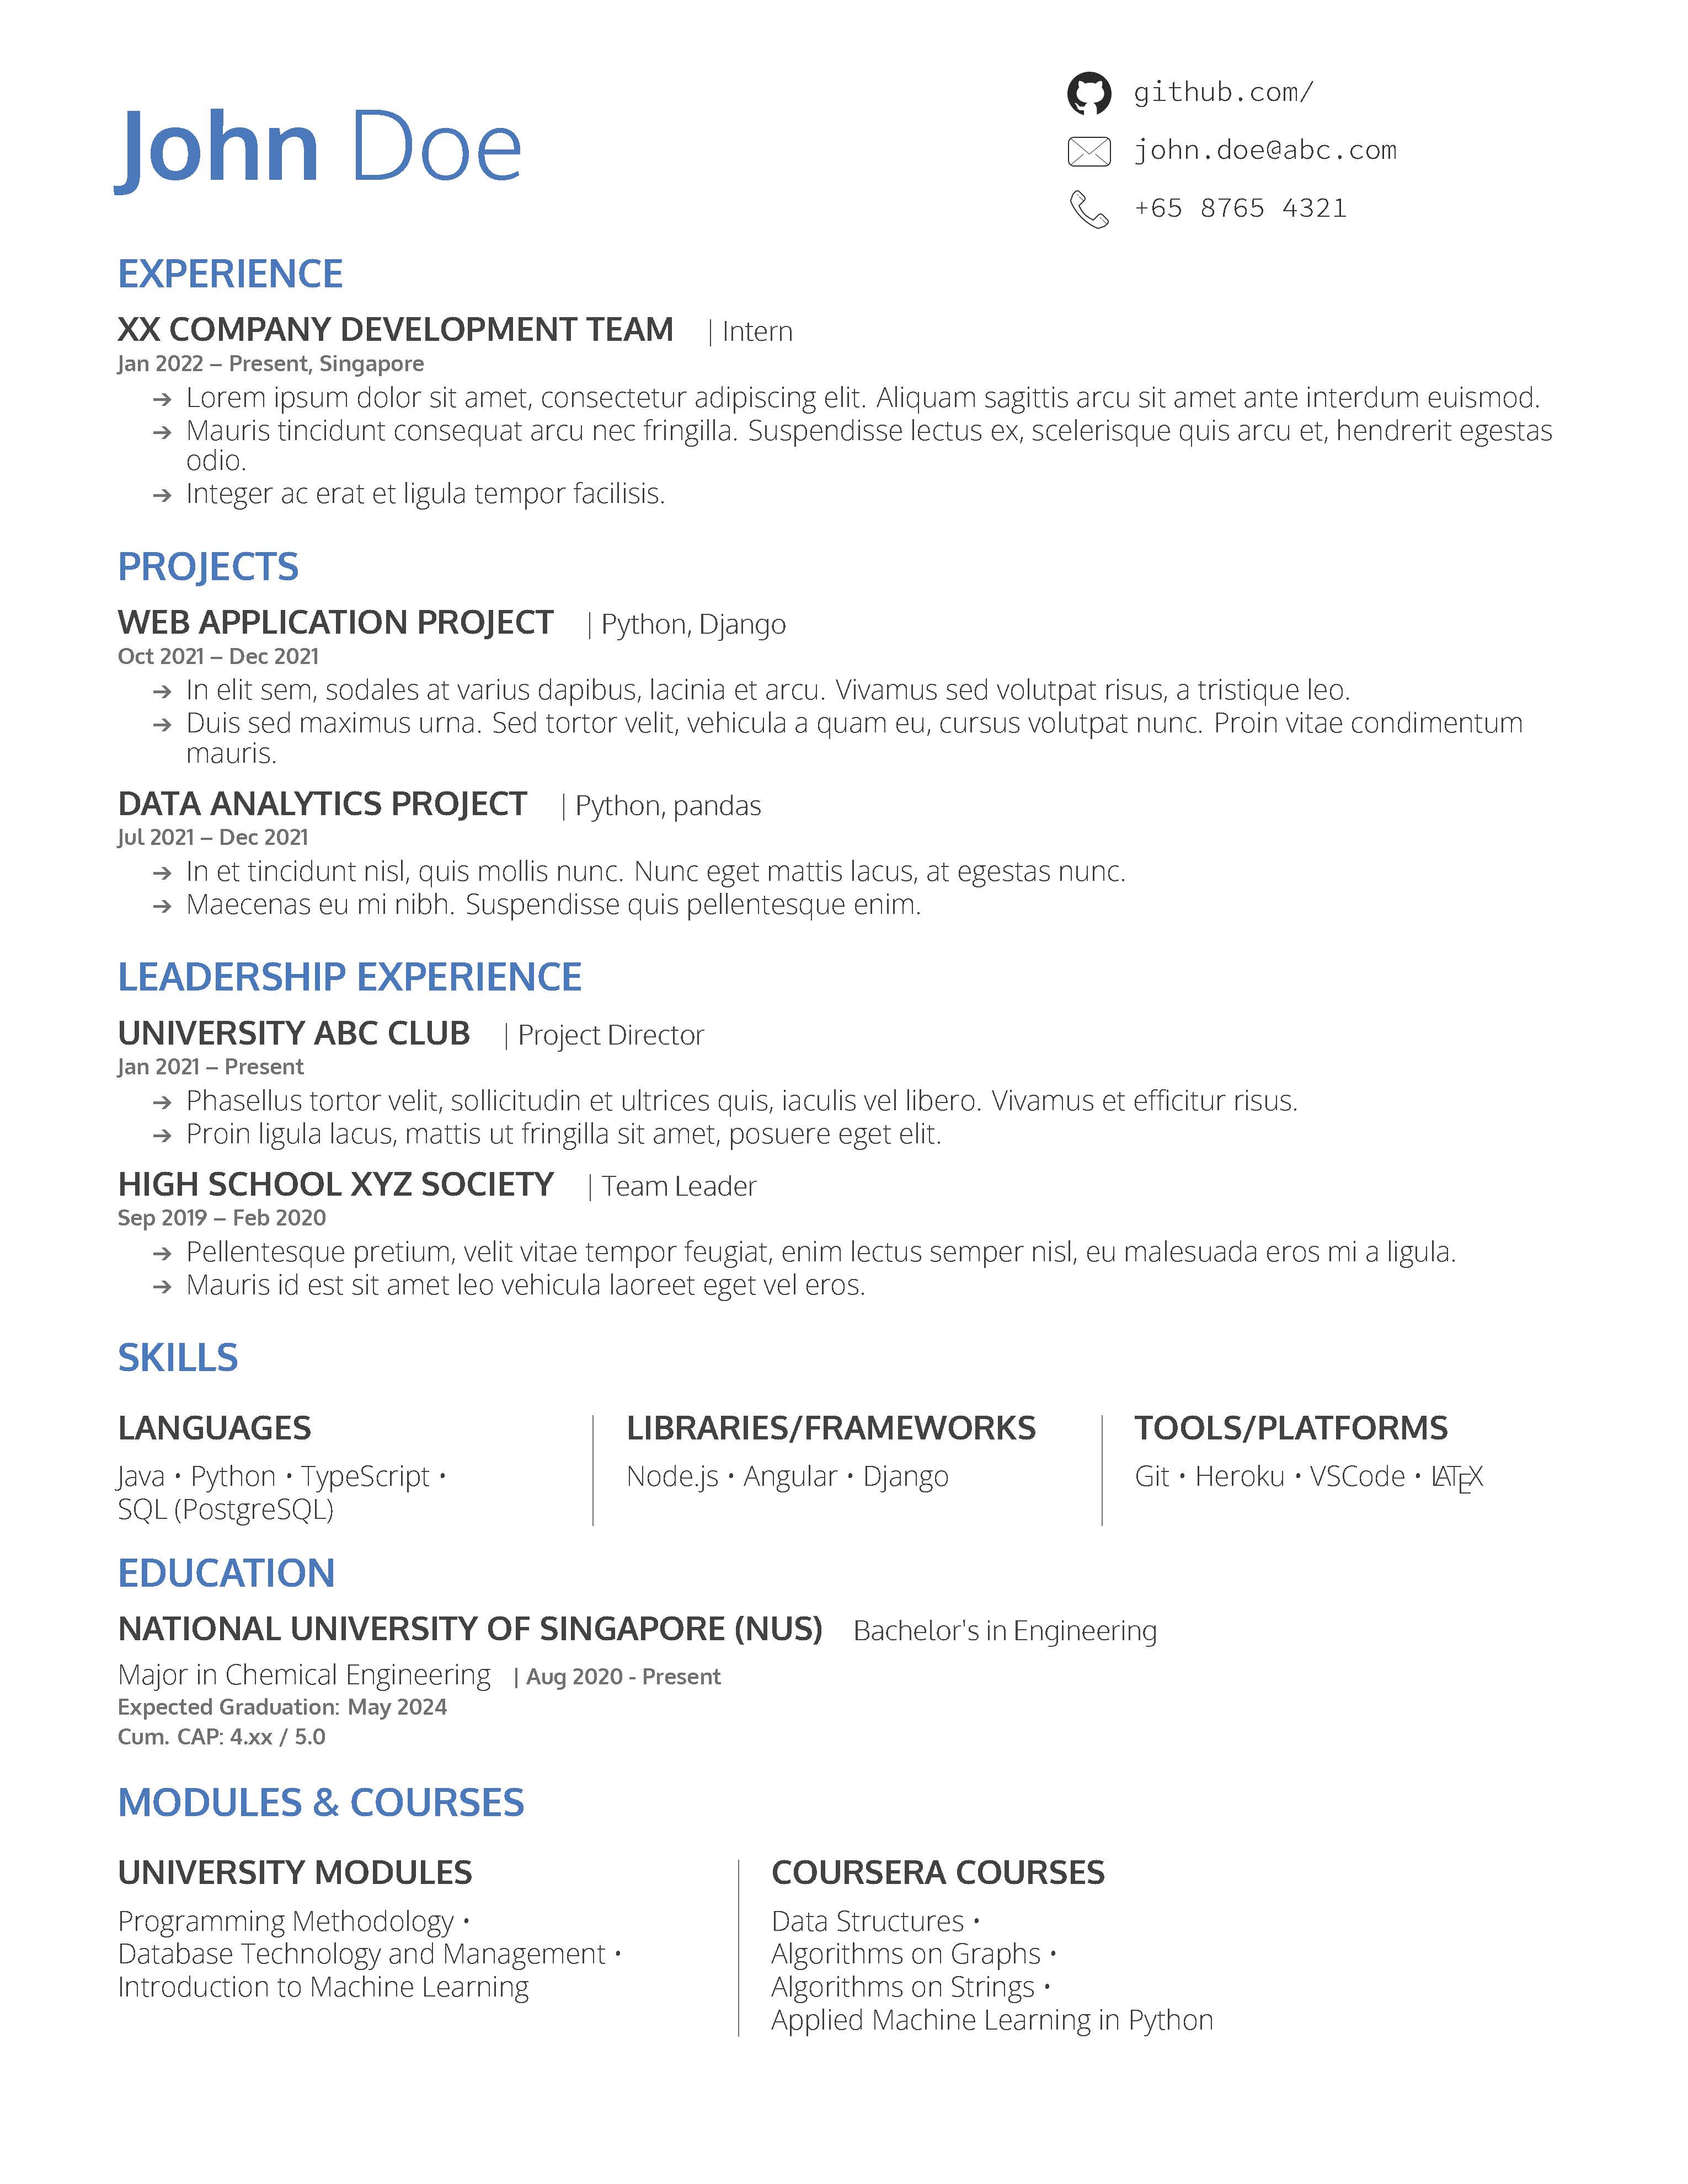 John Doe
github.com/
john.doe@abc.com
+65 8765 4321
EXPERIENCE
XX COMPANY DEVELOPMENT TEAM | Intern
Jan 2022 – Present, Singapore
→ Lorem ipsum dolor sit amet, consectetur adipiscing elit. Aliquam sagittis arcu sit amet ante interdum euismod.
→ Mauris tincidunt consequat arcu nec fringilla. Suspendisse lectus ex, scelerisque quis arcu et, hendrerit egestas
odio.
→ Integer ac erat et ligula tempor facilisis.
PROJECTS
WEB APPLICATION PROJECT | Python, Django
Oct 2021 – Dec 2021
→ In elit sem, sodales at varius dapibus, lacinia et arcu. Vivamus sed volutpat risus, a tristique leo.
→ Duis sed maximus urna. Sed tortor velit, vehicula a quam eu, cursus volutpat nunc. Proin vitae condimentum
mauris.
DATA ANALYTICS PROJECT | Python, pandas
Jul 2021 – Dec 2021
→ In et tincidunt nisl, quis mollis nunc. Nunc eget mattis lacus, at egestas nunc.
→ Maecenas eu mi nibh. Suspendisse quis pellentesque enim.
LEADERSHIP EXPERIENCE
UNIVERSITY ABC CLUB | Project Director
Jan 2021 – Present
→ Phasellus tortor velit, sollicitudin et ultrices quis, iaculis vel libero. Vivamus et efficitur risus.
→ Proin ligula lacus, mattis ut fringilla sit amet, posuere eget elit.
HIGH SCHOOL XYZ SOCIETY | Team Leader
Sep 2019 – Feb 2020
→ Pellentesque pretium, velit vitae tempor feugiat, enim lectus semper nisl, eu malesuada eros mi a ligula.
→ Mauris id est sit amet leo vehicula laoreet eget vel eros.
SKILLS
LANGUAGES
Java • Python • TypeScript •
SQL (PostgreSQL)
LIBRARIES/FRAMEWORKS
Node.js • Angular • Django
TOOLS/PLATFORMS
Git • Heroku • VSCode • LATEX
EDUCATION
NATIONAL UNIVERSITY OF SINGAPORE (NUS) Bachelor's in Engineering
Major in Chemical Engineering | Aug 2020 - Present
Expected Graduation: May 2024
Cum. CAP: 4.xx / 5.0
MODULES & COURSES
UNIVERSITY MODULES
Programming Methodology •
Database Technology and Management •
Introduction to Machine Learning
COURSERA COURSES
Data Structures •
Algorithms on Graphs •
Algorithms on Strings •
Applied Machine Learning in Python